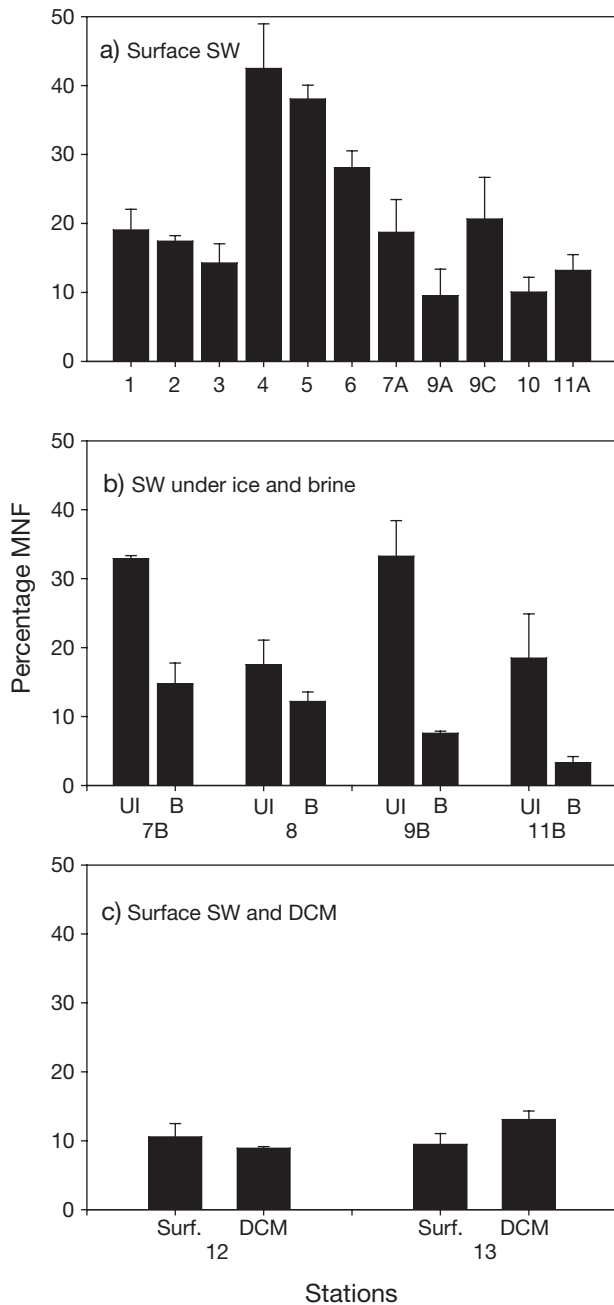 50
a) Surface SW
40
30
20
10
0
1 2 3 4 5 6 7A 9A 9C 10 11A
Percentage MNF
50
b) SW under ice and brine
40
30
20
10
0
UI B UI B UI B UI B
7B 8 9B 11B
50
c) Surface SW and DCM
40
30
20
10
0
Surf. DCM Surf. DCM
12 13
Stations